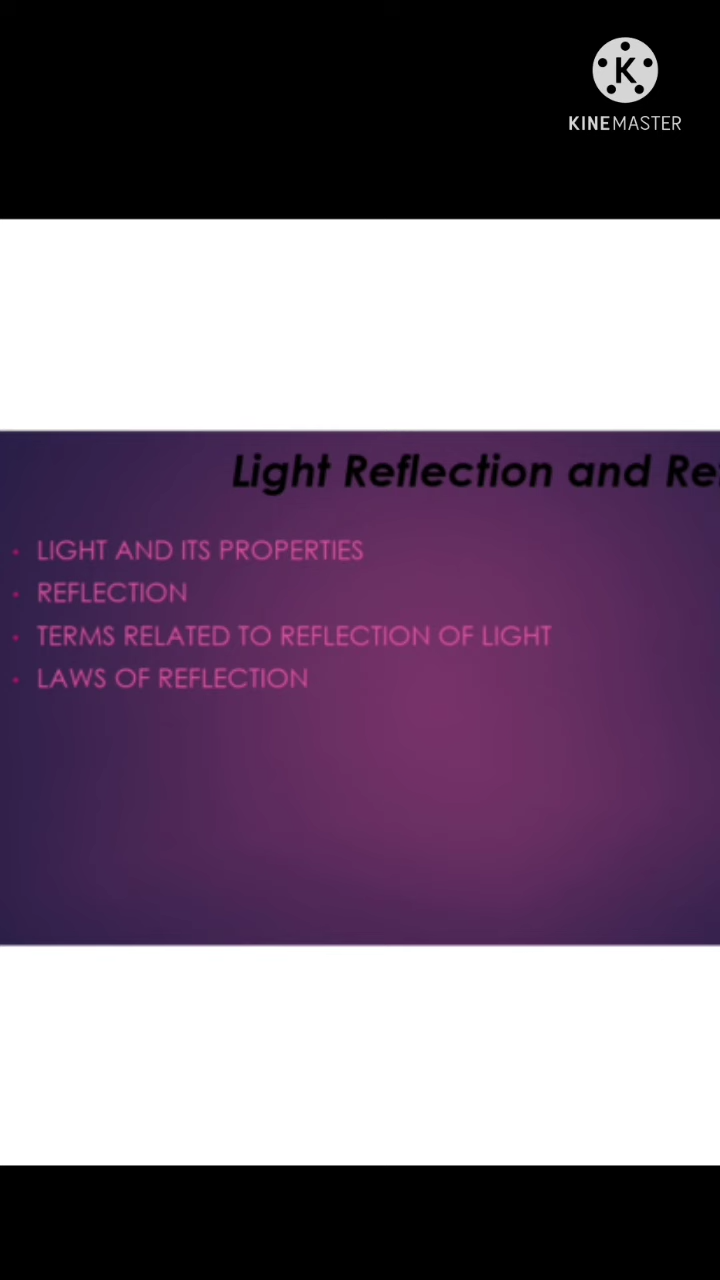 KINEMASTER
Light Reflection and
• LIGHT AND ITS PROPERTIES
• REFLECTION
• TERMS RELATED TO REFLECTION OF LIGHT
• LAWS OF REFLECTION